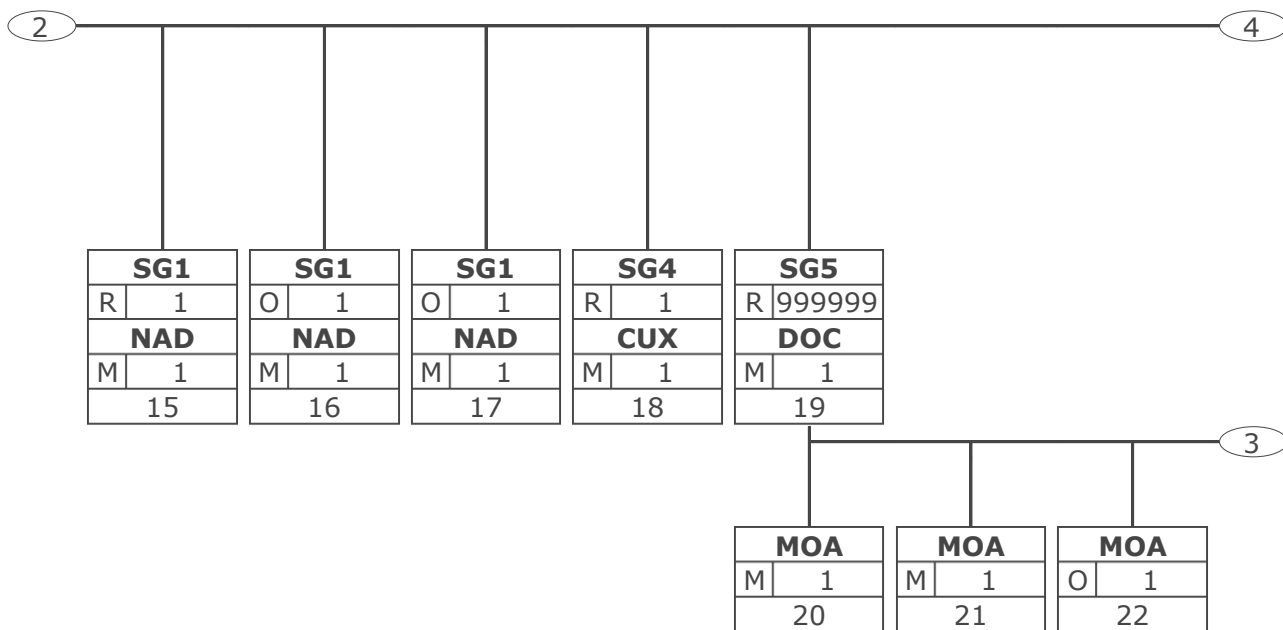 2 4
SG1 SG1 SG1 SG4 SG5
R 1 O 1 O 1 R 1 R 999999
NAD NAD NAD CUX DOC
M 1 M 1 M 1 M 1 M 1
15 16 17 18 19
3
MOA MOA MOA
M 1 M 1 O 1
20 21 22